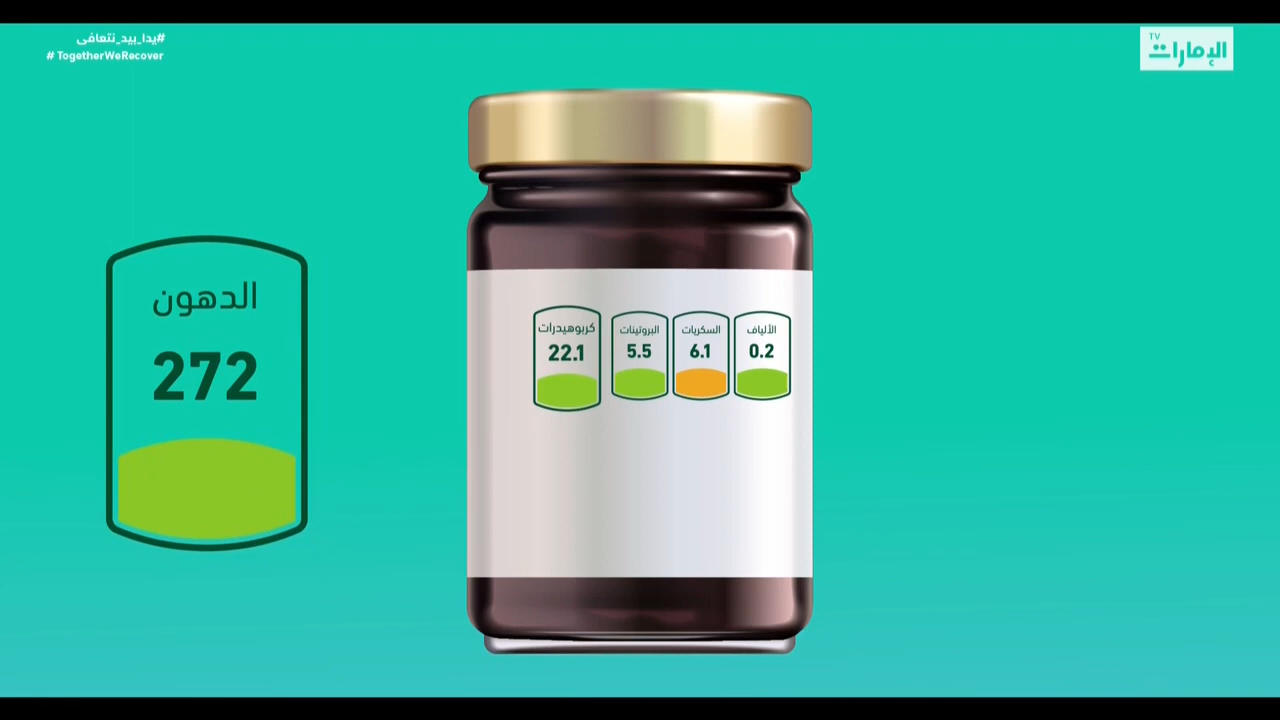 #يدا_بيد_نتعافى
# TogetherWeRecover
الإمارات
TV
الألياف
0.2
السكريات
6.1
البروتينات
5.5
كربوهيدرات
22.1
الدهون
272